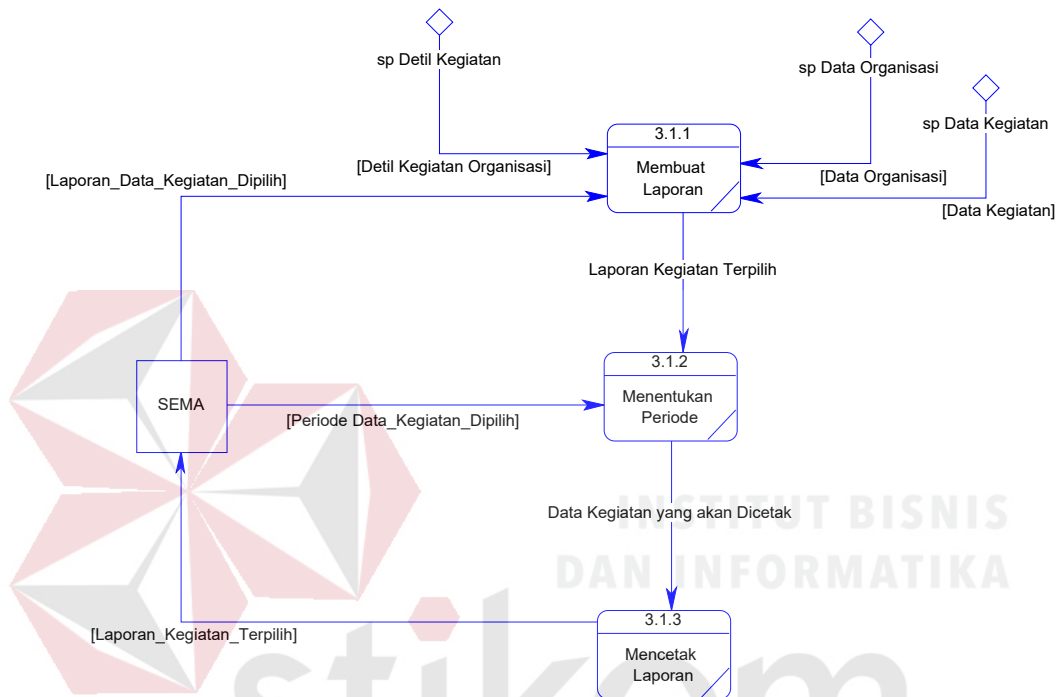 sp Detil Kegiatan
sp Data Organisasi
sp Data Kegiatan
3.1.1
Membuat
Laporan
[Detil Kegiatan Organisasi]
[Data Organisasi]
[Laporan_Data_Kegiatan_Dipilih]
[Data Kegiatan]
Laporan Kegiatan Terpilih
3.1.2
Menentukan
Periode
SEMA
[Periode Data_Kegiatan_Dipilih]
Data Kegiatan yang akan Dicetak
INSTITUT BISNIS
DAN INFORMATIKA
3.1.3
Mencetak
Laporan
[Laporan_Kegiatan_Terpilih]
stikom